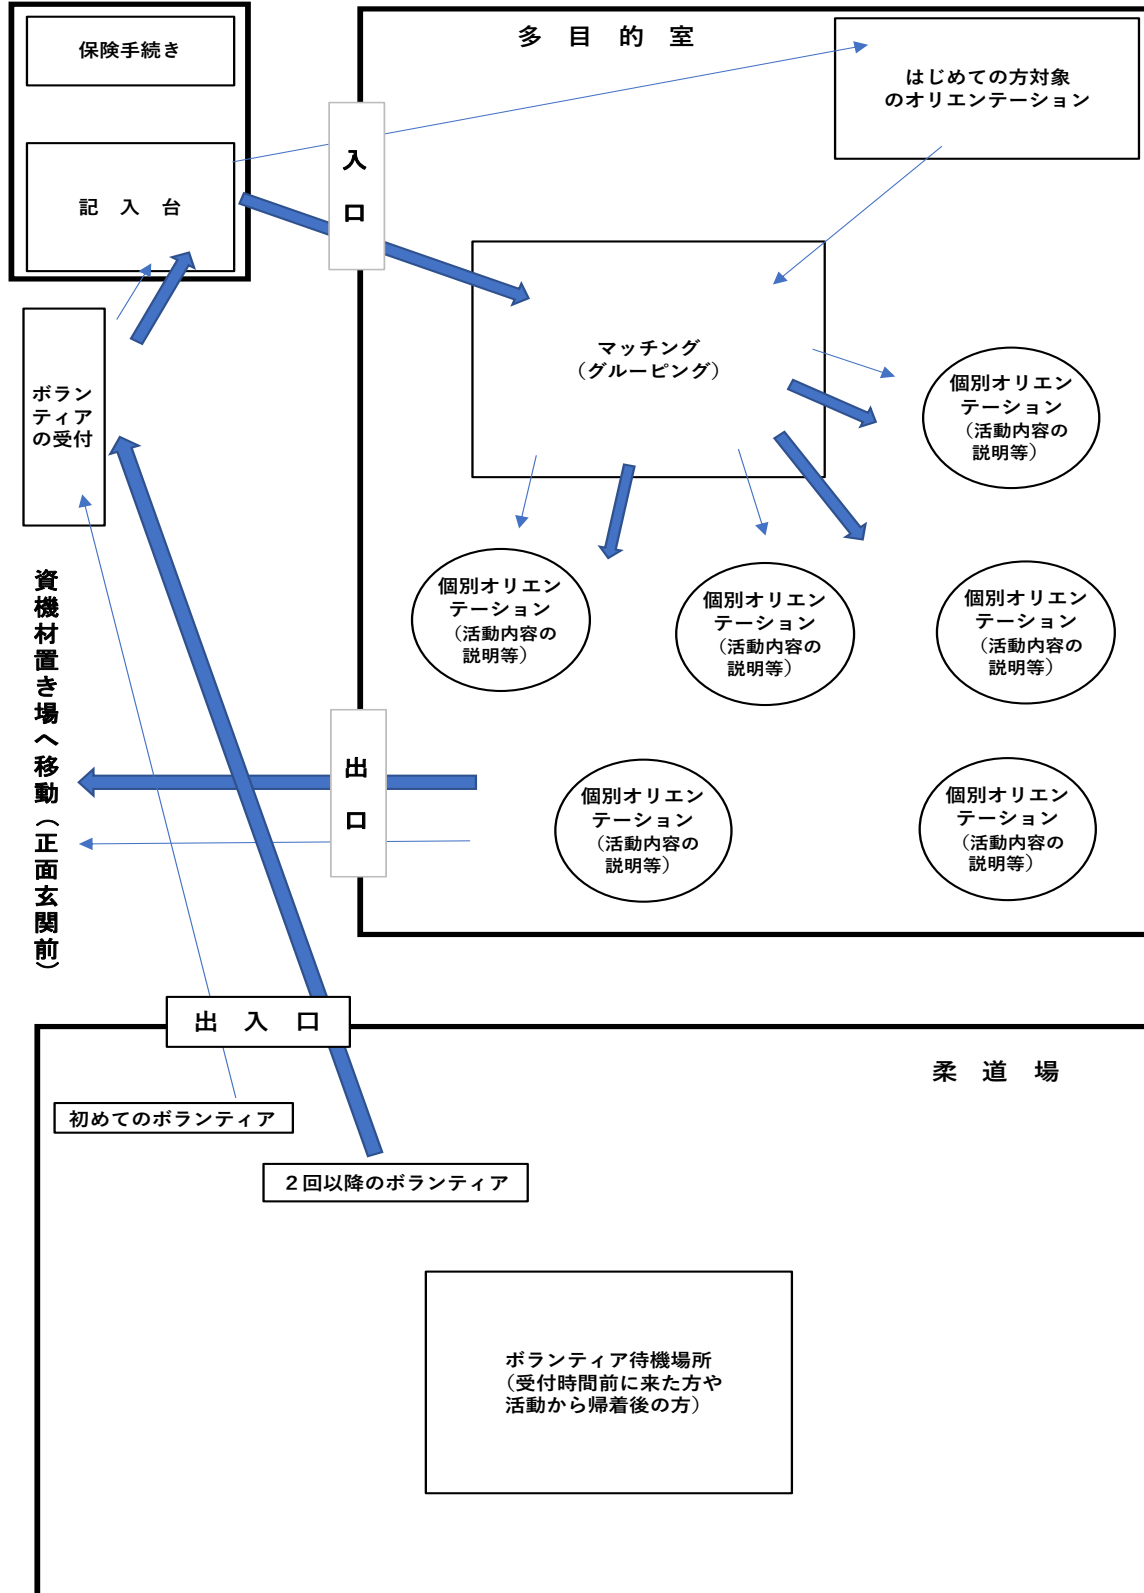 保険手続き
記　入　台
多　目　的　室
はじめての方対象
のオリエンテーション
入
口
マッチング
（グルーピング）
ボラン
ティア
の受付
個別オリエン
テーション
（活動内容の
説明等）
個別オリエン
テーション
（活動内容の
説明等）
個別オリエン
テーション
（活動内容の
説明等）
個別オリエン
テーション
（活動内容の
説明等）
資機材置き場へ移動（正面玄関前）
出
口
個別オリエン
テーション
（活動内容の
説明等）
個別オリエン
テーション
（活動内容の
説明等）
出　入　口
柔　道　場
初めてのボランティア
２回以降のボランティア
ボランティア待機場所
（受付時間前に来た方や
活動から帰着後の方）